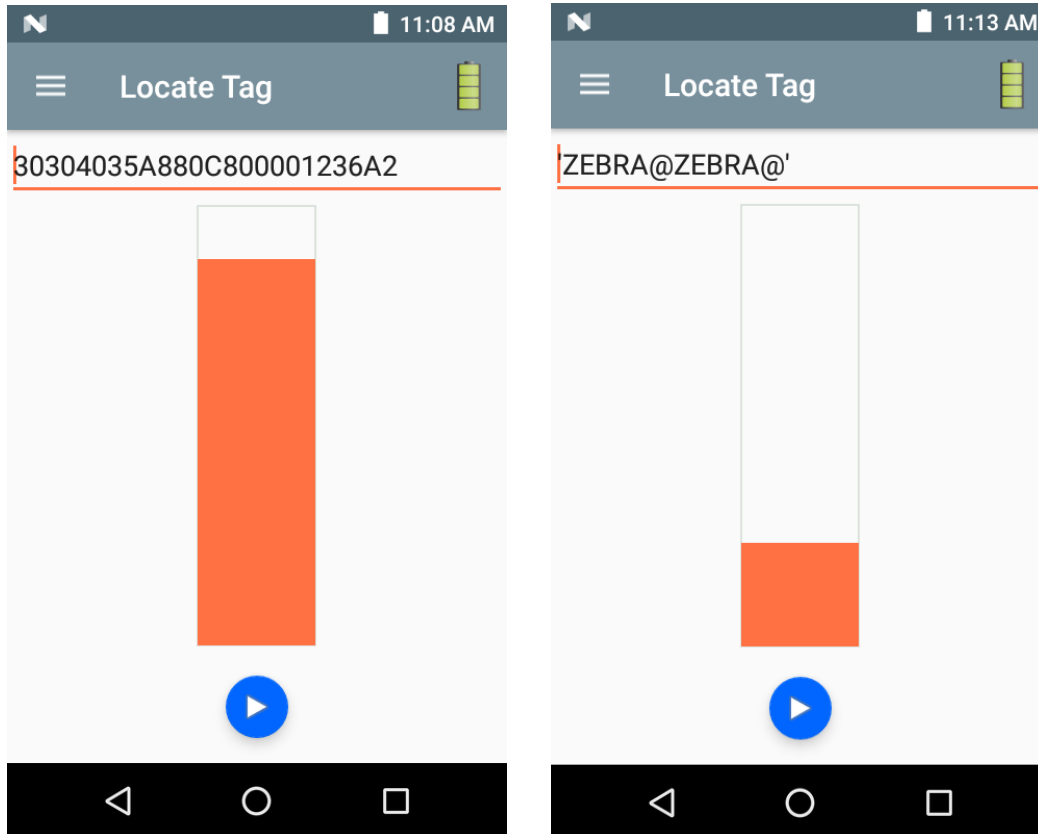 11:08 AM
Locate Tag
30304035A880C800001236A2
11:13 AM
Locate Tag
'ZEBRA@ZEBRA@'